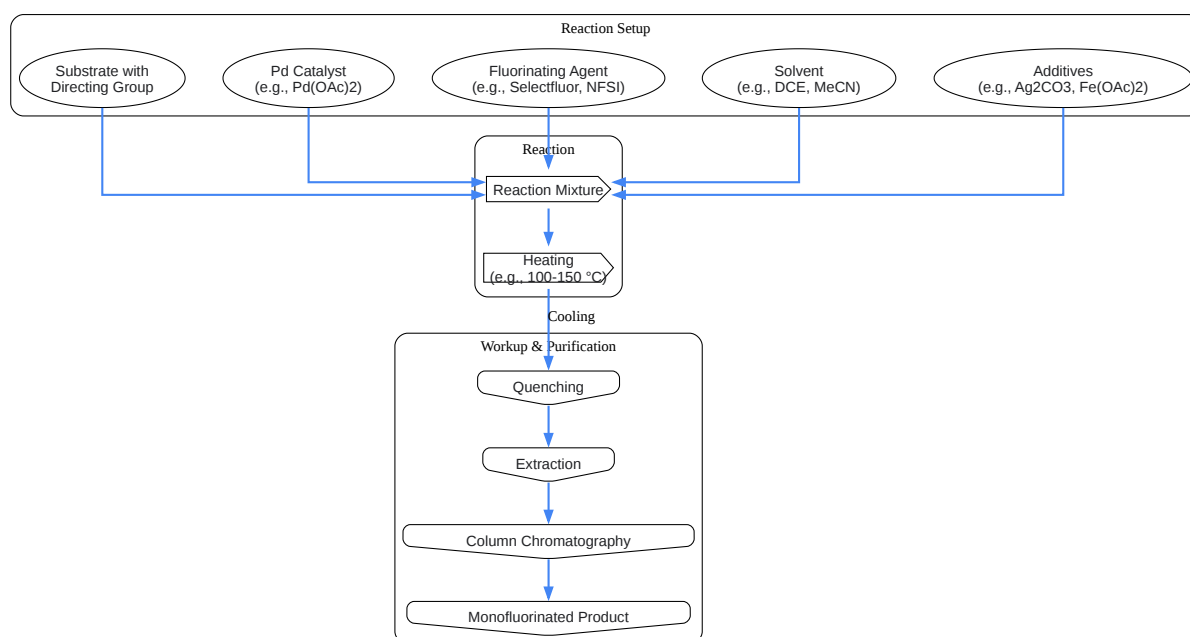 Reaction Setup
Substrate with
Directing Group
Pd Catalyst
(e.g., Pd(OAc)2)
Fluorinating Agent
(e.g., Selectfluor, NFSI)
Solvent
(e.g., DCE, MeCN)
Additives
(e.g., Ag2CO3, Fe(OAc)2)
Reaction
Reaction Mixture
Heating
(e.g., 100-150 °C)
Cooling
Workup & Purification
Quenching
Extraction
Column Chromatography
Monofluorinated Product